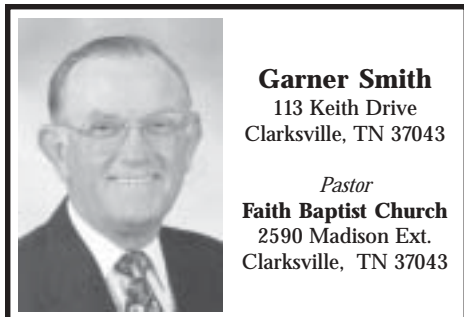 Garner Smith
113 Keith Drive
Clarksville, TN 37043
Pastor
Faith Baptist Church
2590 Madison Ext.
Clarksville, TN 37043